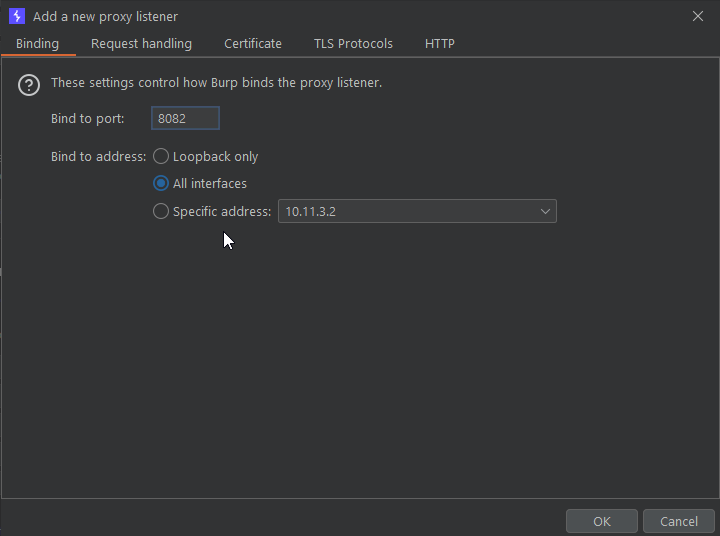 Add a new proxy listener
Binding Request handling Certificate TLS Protocols HTTP
These settings control how Burp binds the proxy listener.
Bind to port: 8082
Bind to address: Loopback only
All interfaces
Specific address: 10.11.3.2
OK Cancel